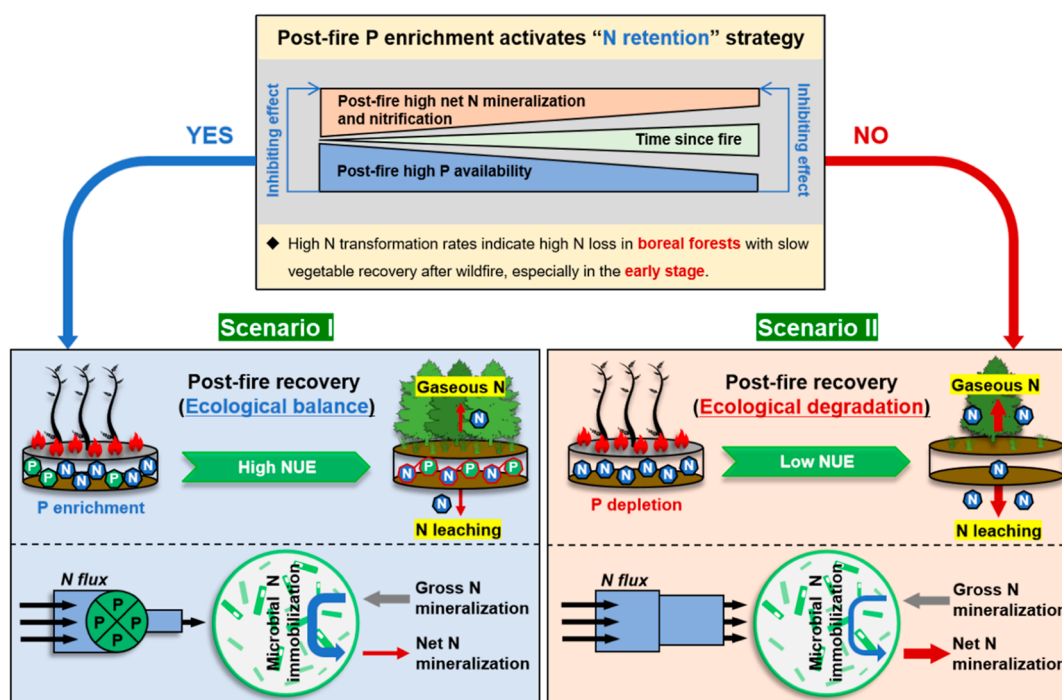 Post-fire P enrichment activates “N retention” strategy
Inhibiting effect
Post-fire high net N mineralization
and nitrification
Time since fire
Post-fire high P availability
Inhibiting effect
YES
NO
◆ High N transformation rates indicate high N loss in boreal forests with slow
vegetable recovery after wildfire, especially in the early stage.
Scenario I
Post-fire recovery
(Ecological balance)
Gaseous N
N
High NUE
P
P
N
N
P
N
N
P
N
N
P
N
P
N
N
P
P enrichment
N
N leaching
N flux
P
P
P
P
Microbial N
immobilization
Gross N
mineralization
Net N
mineralization
Scenario II
Post-fire recovery
(Ecological degradation)
Gaseous N
N
N
Low NUE
N
N
N
N
N
N
N
P depletion
N
N
N leaching
N flux
Microbial N
immobilization
Gross N
mineralization
Net N
mineralization